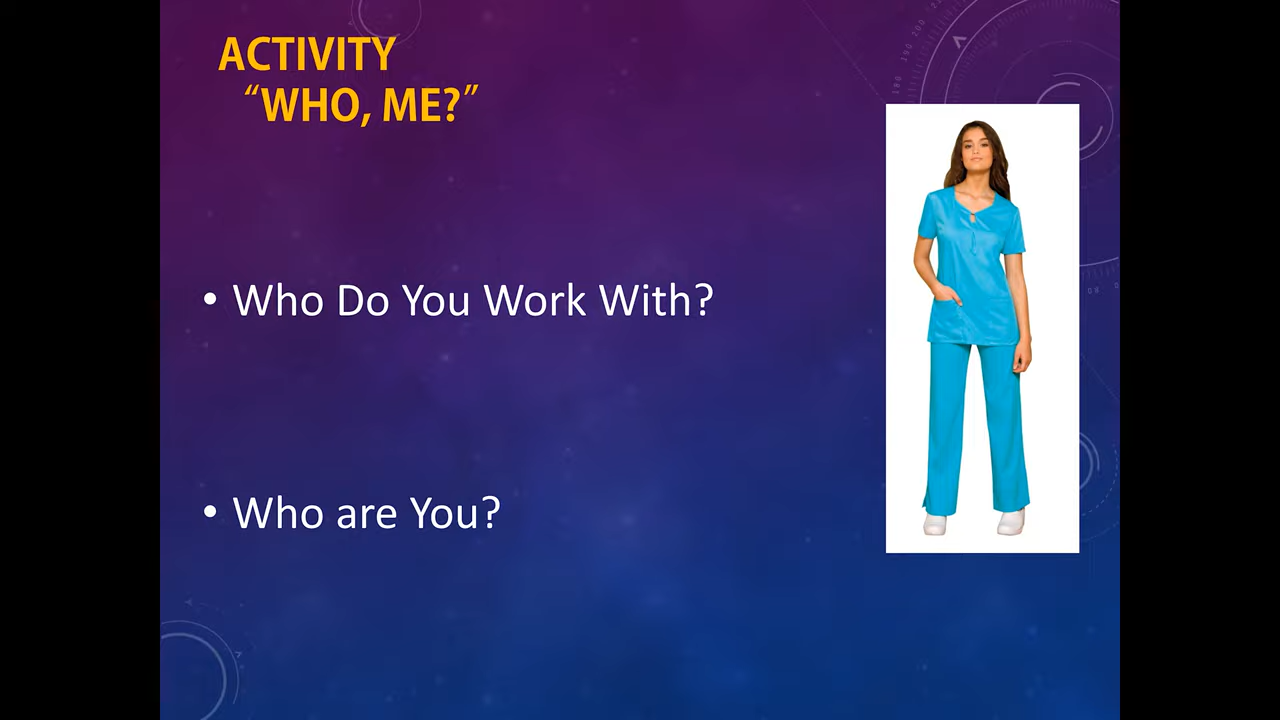 ACTIVITY
“WHO, ME?”
• Who Do You Work With?
• Who are You?